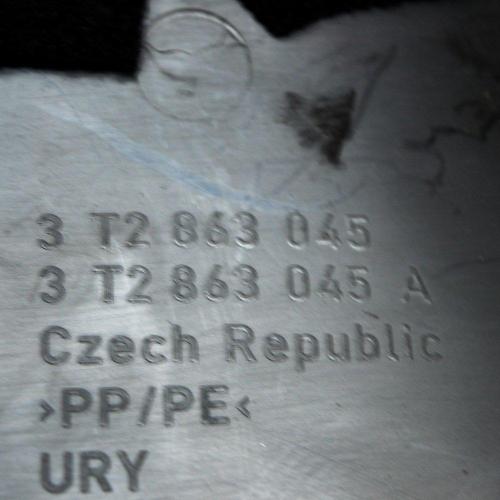 3 T2 863 045
3 T2 863 045 A
Czech Republic
>PP/PE<
URY